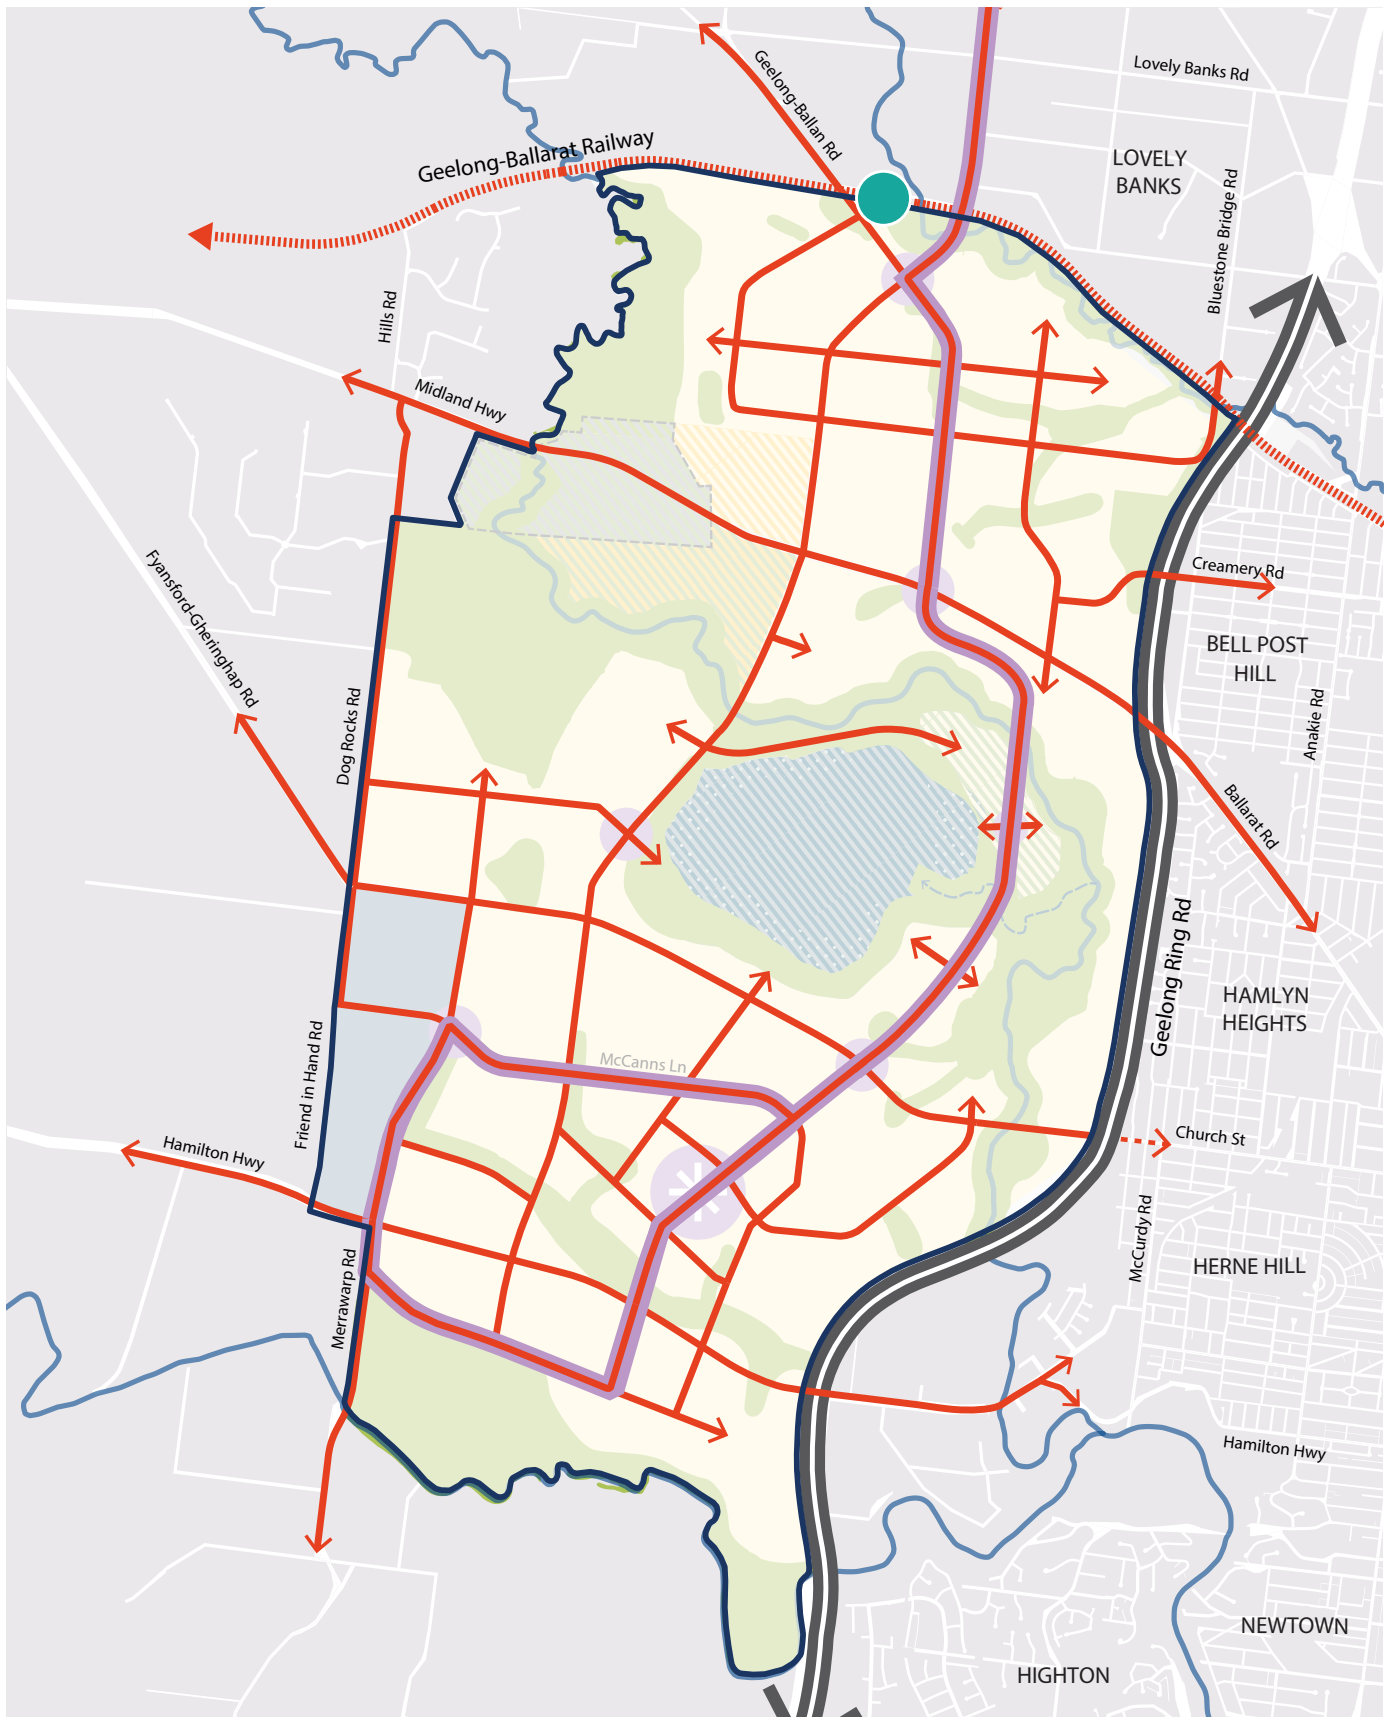 Geelong-Ballan Rd
Lovely Banks Rd
Geelong-Ballarat Railway
LOVELY
BANKS
Bluestone Bridge Rd
Hills Rd
Midland Hwy
Fyansford-Gheringhap Rd
Creamery Rd
BELL POST
HILL
Dog Rocks Rd
Anakie Rd
Ballarat Rd
Geelong Ring Rd
HAMLYN
HEIGHTS
Friend in Hand Rd
McCanns Ln
Hamilton Hwy
Church St
McCurdy Rd
Merrawarp Rd
HERNE HILL
Hamilton Hwy
NEWTOWN
HIGHTON